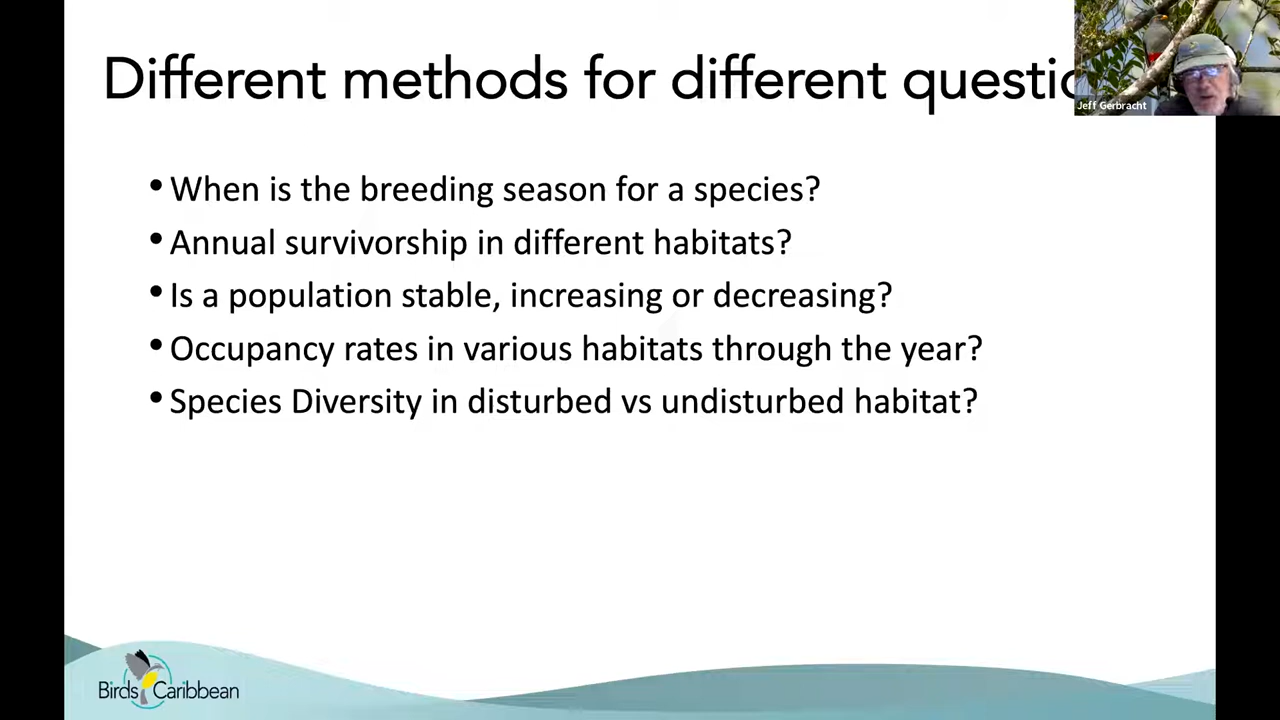 Different methods for different questio
Jeff Gerbracht
• When is the breeding season for a species?
• Annual survivorship in different habitats?
• Is a population stable, increasing or decreasing?
• Occupancy rates in various habitats through the year?
• Species Diversity in disturbed vs undisturbed habitat?
BirdsCaribbean